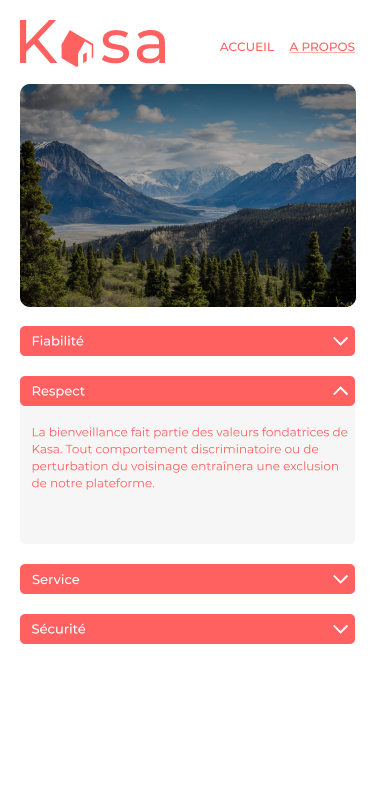 Kasa
ACCUEIL A PROPOS
Fiabilité
Respect
La bienveillance fait partie des valeurs fondatrices de
Kasa. Tout comportement discriminatoire ou de
perturbation du voisinage entraînera une exclusion
de notre plateforme.
Service
Sécurité